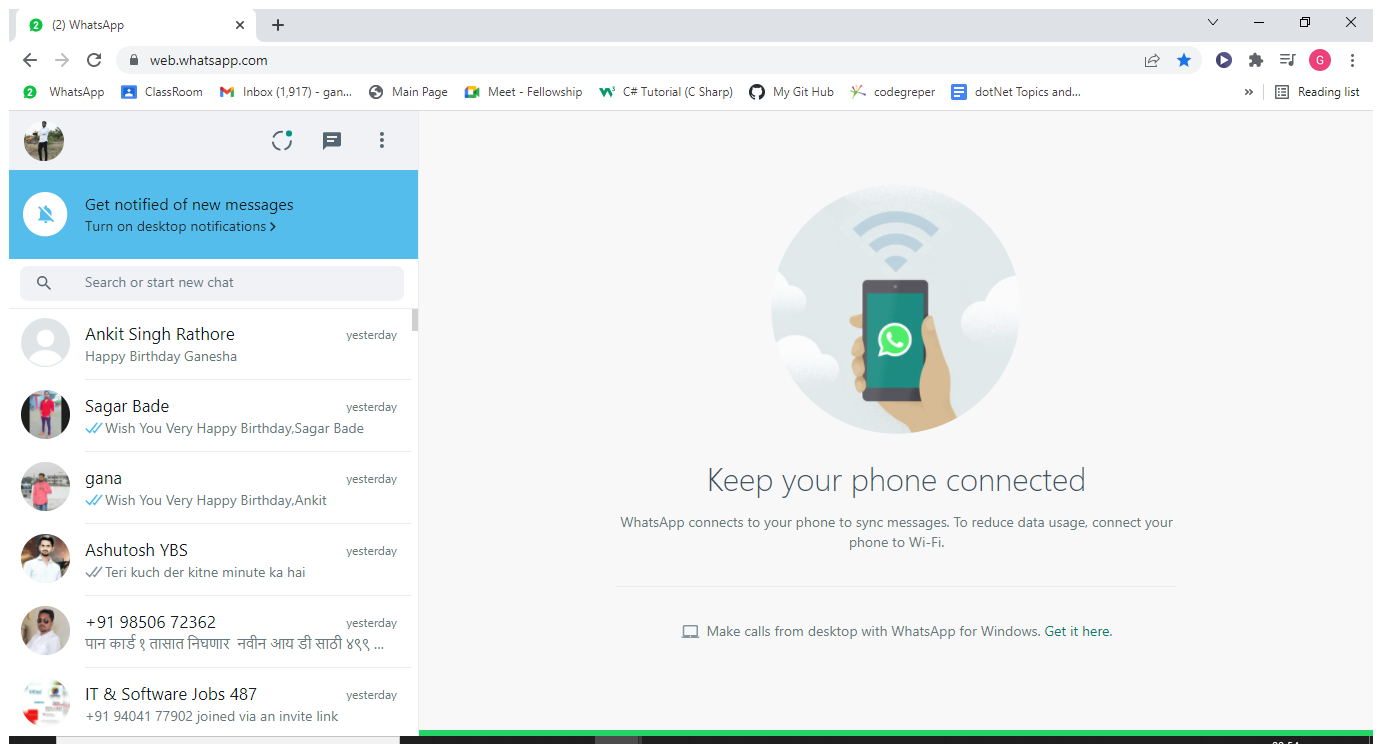 (2) WhatsApp
web.whatsapp.com
G
WhatsApp ClassRoom Inbox (1,917) - gan... Main Page Meet - Fellowship C# Tutorial (C Sharp) My Git Hub codegreper dotNet Topics and... » Reading list
Get notified of new messages
Turn on desktop notifications
Search or start new chat
Ankit Singh Rathore yesterday
Happy Birthday Ganesha
Sagar Bade yesterday
Wish You Very Happy Birthday,Sagar Bade
gana yesterday
Wish You Very Happy Birthday,Ankit
Ashutosh YBS yesterday
Teri kuch der kitne minute ka hai
+91 98506 72362 yesterday
पान कार्ड १ तासात निघणार नवीन आय डी साठी ४९९ ...
IT & Software Jobs 487 yesterday
+91 94041 77902 joined via an invite link
Keep your phone connected
WhatsApp connects to your phone to sync messages. To reduce data usage, connect your
phone to Wi-Fi.
Make calls from desktop with WhatsApp for Windows. Get it here.